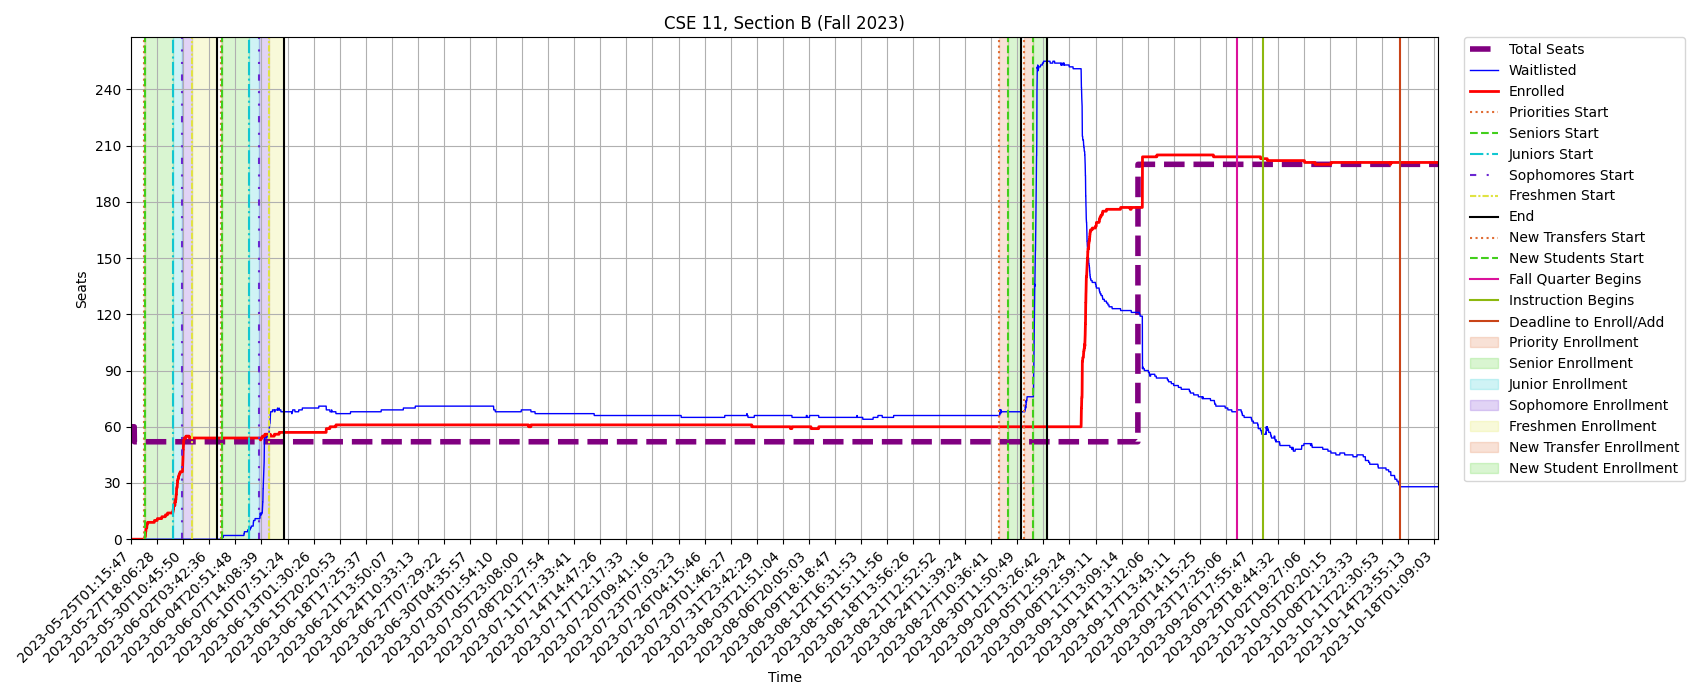 CSE 11, Section B (Fall 2023)
Seats
240
210
180
150
120
90
60
30
0
2023-05-25T01:15:47
2023-05-27T18:06:28
2023-05-30T10:45:50
2023-06-02T03:42:36
2023-06-04T20:51:48
2023-06-07T14:08:39
2023-06-10T07:51:24
2023-06-13T01:30:26
2023-06-15T19:20:53
2023-06-18T17:25:37
2023-06-21T13:50:07
2023-06-24T10:33:13
2023-06-27T07:29:22
2023-06-30T04:35:57
2023-07-03T01:54:10
2023-07-05T23:08:00
2023-07-08T20:27:54
2023-07-11T17:33:41
2023-07-14T14:47:26
2023-07-17T12:17:33
2023-07-20T09:41:16
2023-07-23T07:03:23
2023-07-26T04:15:46
2023-07-29T01:46:27
2023-07-31T23:42:29
2023-08-03T21:51:04
2023-08-06T20:05:03
2023-08-09T18:18:47
2023-08-12T16:31:53
2023-08-15T15:11:56
2023-08-18T13:56:26
2023-08-21T12:52:52
2023-08-24T11:39:24
2023-08-27T10:36:41
2023-08-30T11:50:49
2023-09-02T13:26:42
2023-09-05T12:59:24
2023-09-08T12:59:11
2023-09-11T13:09:14
2023-09-14T13:12:06
2023-09-17T13:43:11
2023-09-20T14:15:25
2023-09-23T17:25:06
2023-09-26T17:55:47
2023-09-29T18:44:32
2023-10-02T19:27:06
2023-10-05T20:20:15
2023-10-08T21:23:33
2023-10-11T22:30:53
2023-10-14T23:55:13
2023-10-18T01:09:03
Time
Total Seats
Waitlisted
Enrolled
Priorities Start
Seniors Start
Juniors Start
Sophomores Start
Freshmen Start
End
New Transfers Start
New Students Start
Fall Quarter Begins
Instruction Begins
Deadline to Enroll/Add
Priority Enrollment
Senior Enrollment
Junior Enrollment
Sophomore Enrollment
Freshmen Enrollment
New Transfer Enrollment
New Student Enrollment